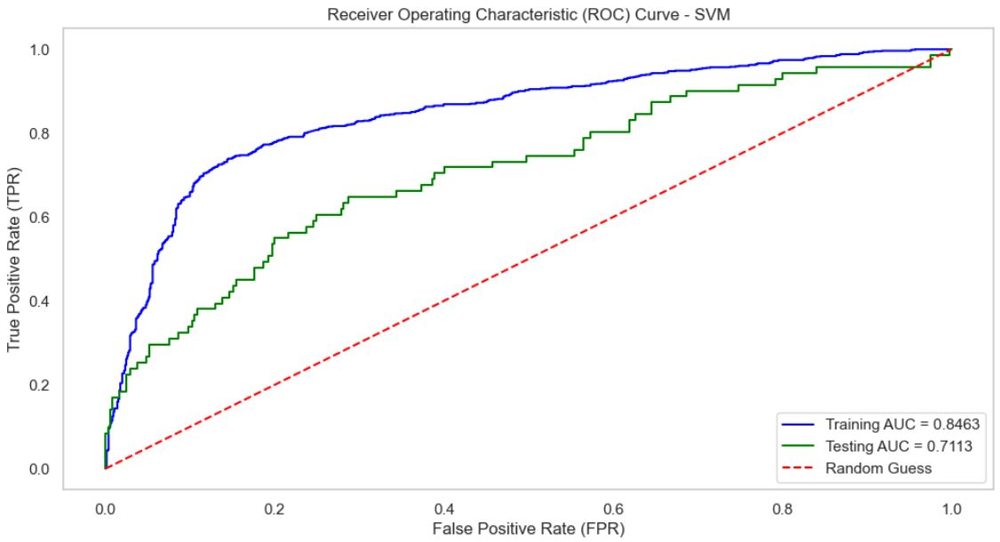 Receiver Operating Characteristic (ROC) Curve - SVM
True Positive Rate (TPR)
1.0
0.8
0.6
0.4
0.2
0.0
Training AUC = 0.8463
Testing AUC = 0.7113
Random Guess
0.0 0.2 0.4 0.6 0.8 1.0
False Positive Rate (FPR)